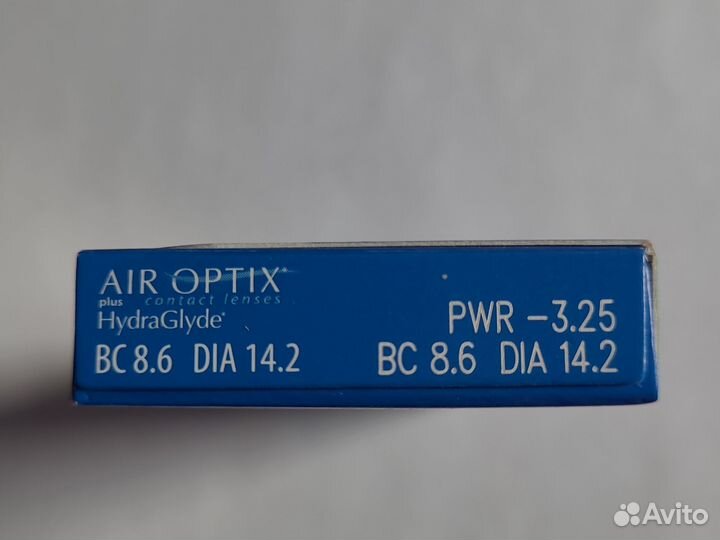 AIR OPTIX®
plus contact lenses
HydraGlyde®
BC 8.6 DIA 14.2
PWR -3.25
BC 8.6 DIA 14.2
Avito